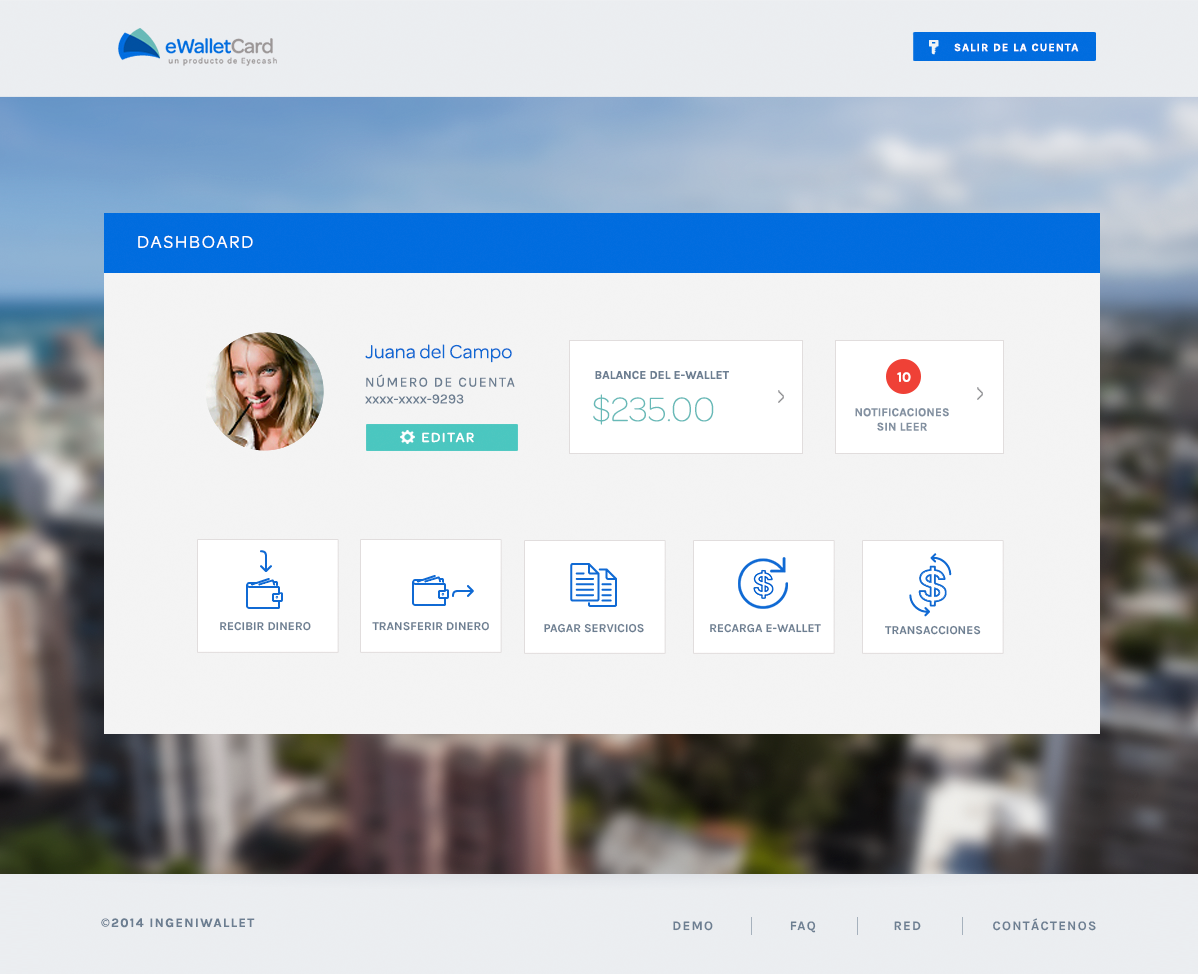 eWalletCard
un producto de Eyecash
SALIR DE LA CUENTA
DASHBOARD
Juana del Campo
NÚMERO DE CUENTA
xxxx-xxxx-9293
EDITAR
BALANCE DEL E-WALLET
$235.00
10
NOTIFICACIONES
SIN LEER
RECIBIR DINERO
TRANSFERIR DINERO
PAGAR SERVICIOS
$
RECARGA E-WALLET
$
TRANSACCIONES
©2014 INGENIWALLET
DEMO
FAQ
RED
CONTÁCTENOS